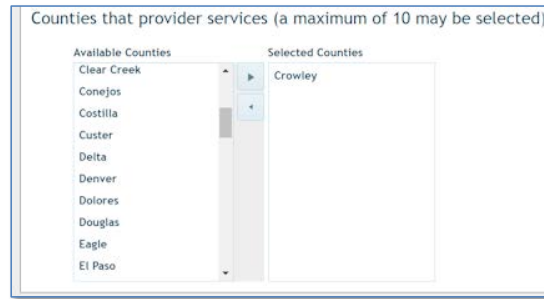 Counties that provider services (a maximum of 10 may be selected)
Available Counties
Selected Counties
Clear Creek
Conejos
Costilla
Custer
Delta
Denver
Dolores
Douglas
Eagle
El Paso
Crowley